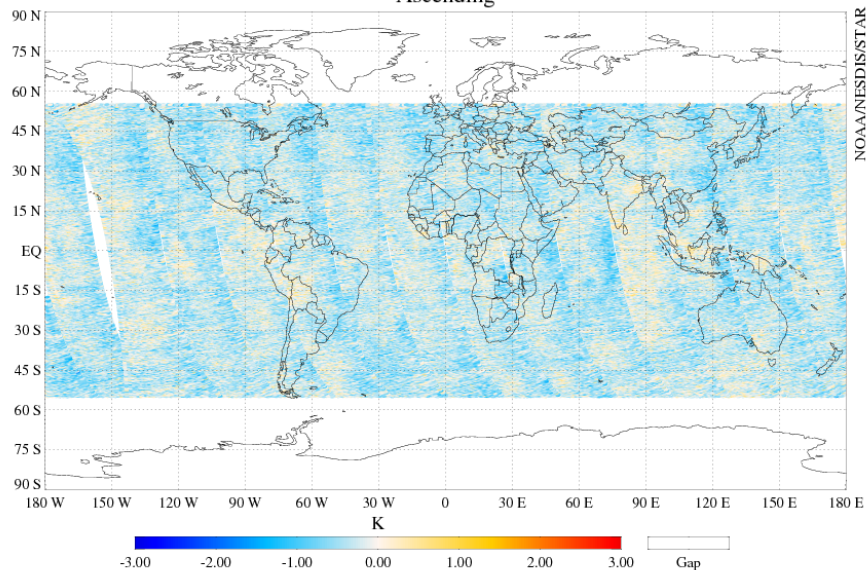 Ascending
90 N
75 N
60 N
45 N
30 N
15 N
EQ
15 S
30 S
45 S
60 S
75 S
90 S
180 W 150 W 120 W 90 W 60 W 30 W 0 30 E 60 E 90 E 120 E 150 E 180 E
NOAA/NESDIS/STAR
K
-3.00 -2.00 -1.00 0.00 1.00 2.00 3.00 Gap